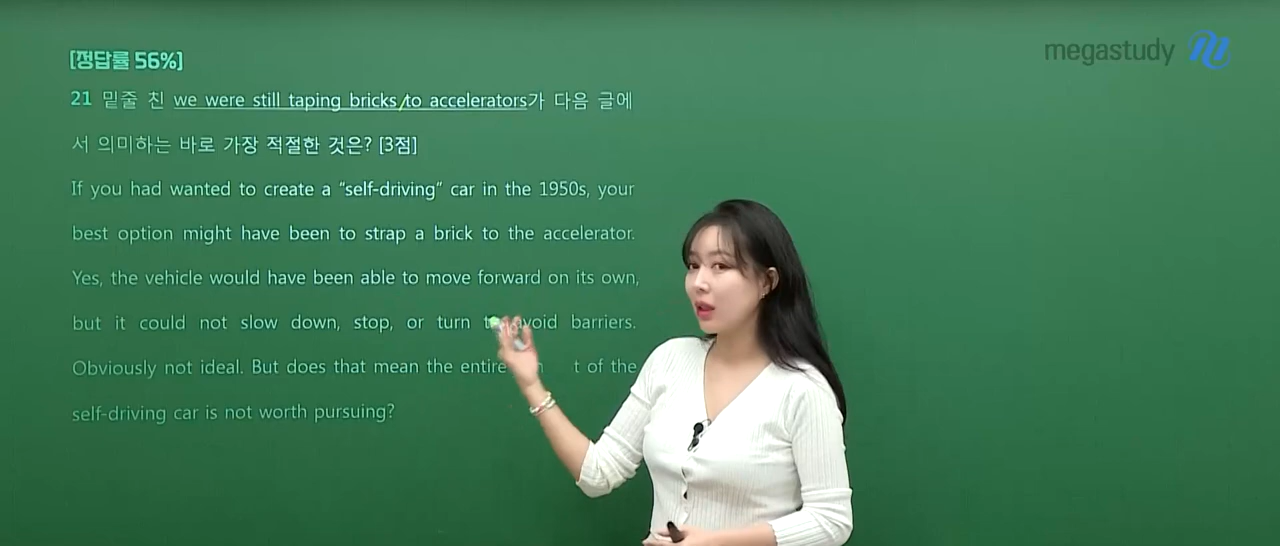 [정답률 56%]
megastudy
21 밑줄 친 we were still taping bricks to accelerators가 다음 글에
서 의미하는 바로 가장 적절한 것은? [3점]
If you had wanted to create a “self-driving” car in the 1950s, your
best option might have been to strap a brick to the accelerator.
Yes, the vehicle would have been able to move forward on its own,
but it could not slow down, stop, or turn avoid barriers.
Obviously not ideal. But does that mean the entire of the
self-driving car is not worth pursuing?